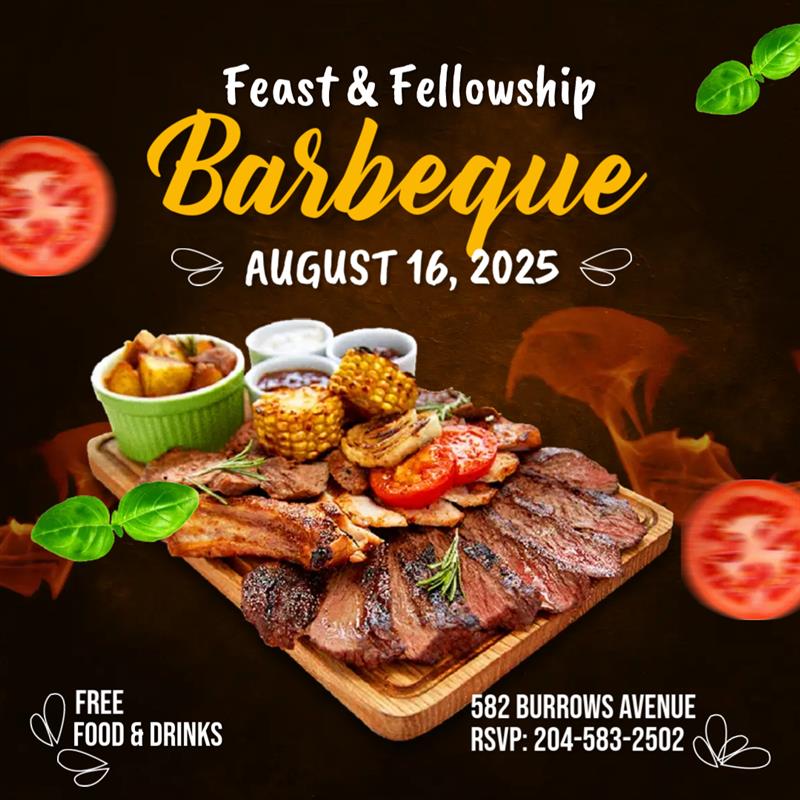 Feast & Fellowship
Barbeque
AUGUST 16, 2025
FREE
FOOD & DRINKS
582 BURROWS AVENUE
RSVP: 204-583-2502